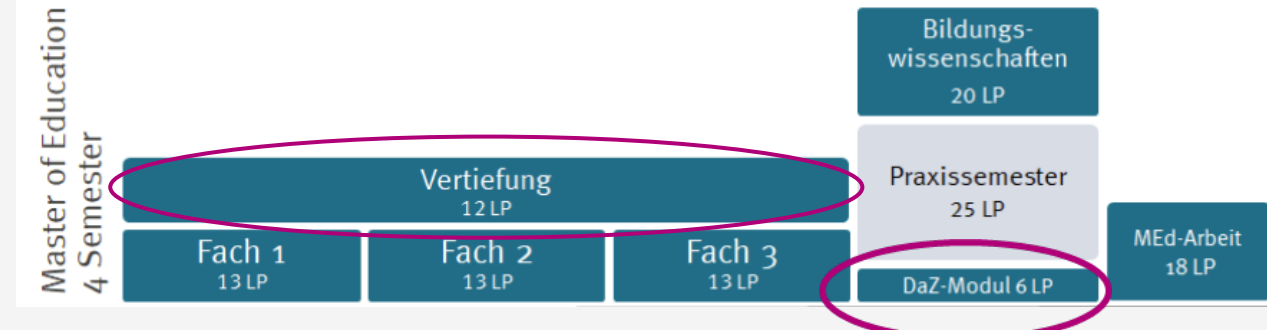 Master of Education
4 Semester
Vertiefung
12 LP
Fach 1
13 LP
Fach 2
13 LP
Fach 3
13 LP
Bildungs-
wissenschaften
20 LP
Praxissemester
25 LP
DaZ-Modul 6 LP
MEd-Arbeit
18 LP